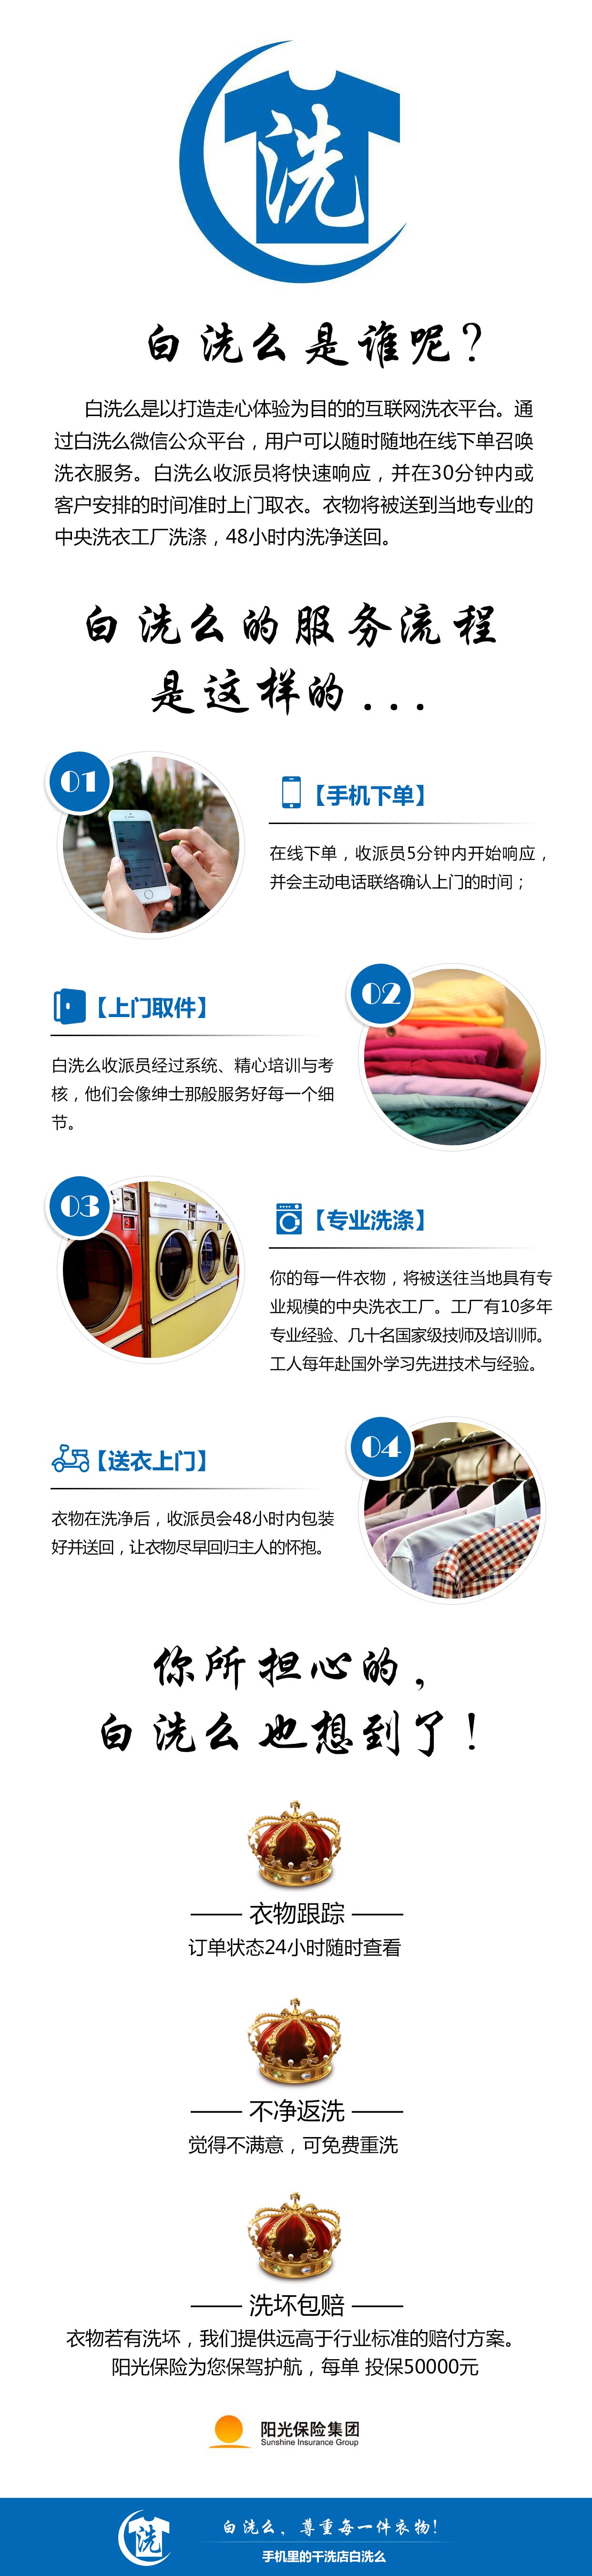 洗
白洗么是谁呢?
白洗么是以打造走心体验为目的的互联网洗衣平台。通
过白洗么微信公众平台，用户可以随时随地在线下单召唤
洗衣服务。白洗么收派员将快速响应，并在30分钟内或
客户安排的时间准时上门取衣。衣物将被送到当地专业的
中央洗衣工厂洗涤，48小时内洗净送回。
白洗么的服务流程
是这样的...
01
【手机下单】
在线下单，收派员5分钟内开始响应，
并会主动电话联络确认上门的时间；
02
【上门取件】
白洗么收派员经过系统、精心培训与考
核，他们会像绅士那般服务好每一个细
节。
03
【专业洗涤】
你的每一件衣物，将被送往当地具有专
业规模的中央洗衣工厂。工厂有10多年
专业经验、几十名国家级技师及培训师。
工人每年赴国外学习先进技术与经验。
04
【送衣上门】
衣物在洗净后，收派员会48小时内包装
好并送回，让衣物尽早回归主人的怀抱。
你所担心的，
白洗么也想到了!
衣物跟踪
订单状态24小时随时查看
不净返洗
觉得不满意，可免费重洗
洗坏包赔
衣物若有洗坏，我们提供远高于行业标准的赔付方案。
阳光保险为您保驾护航，每单 投保50000元
阳光保险集团
Sunshine Insurance Group
洗
白洗么，尊重每一件衣物!
手机里的干洗店白洗么